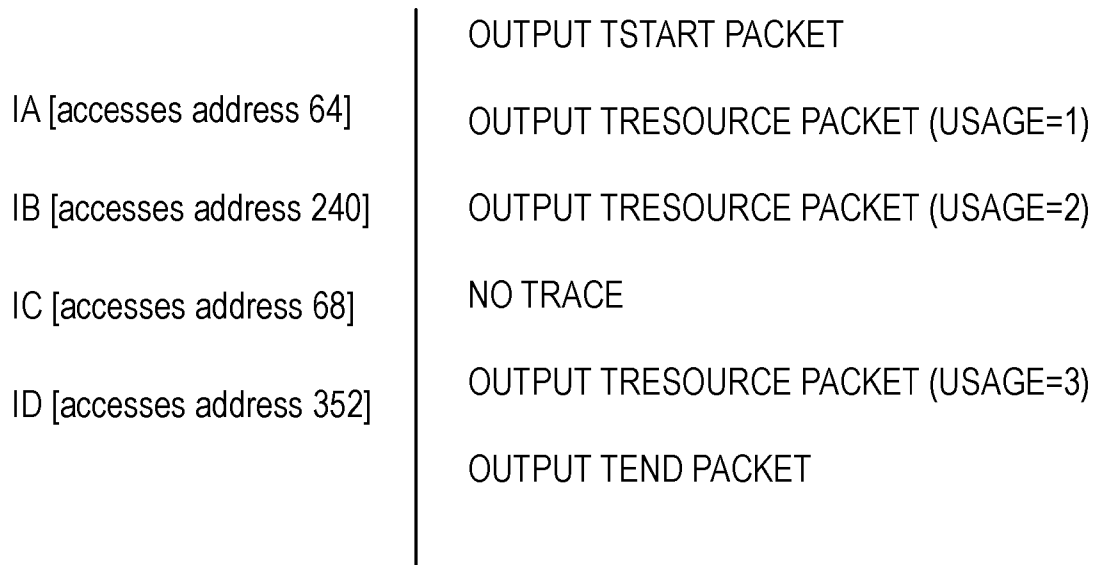 OUTPUT TSTART PACKET
IA [accesses address 64]
OUTPUT TRESOURCE PACKET (USAGE=1)
IB [accesses address 240]
OUTPUT TRESOURCE PACKET (USAGE=2)
IC [accesses address 68]
NO TRACE
ID [accesses address 352]
OUTPUT TRESOURCE PACKET (USAGE=3)
OUTPUT TEND PACKET